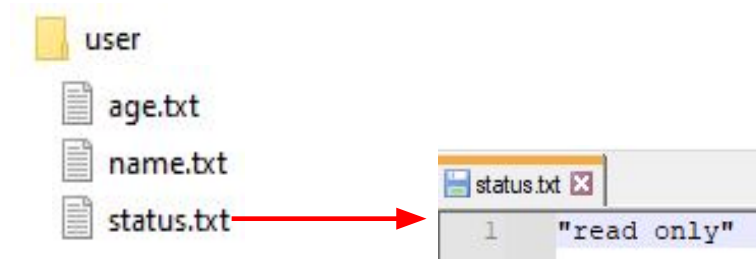 user
age.txt
name.txt
status.txt
status.txt
1 "read only"